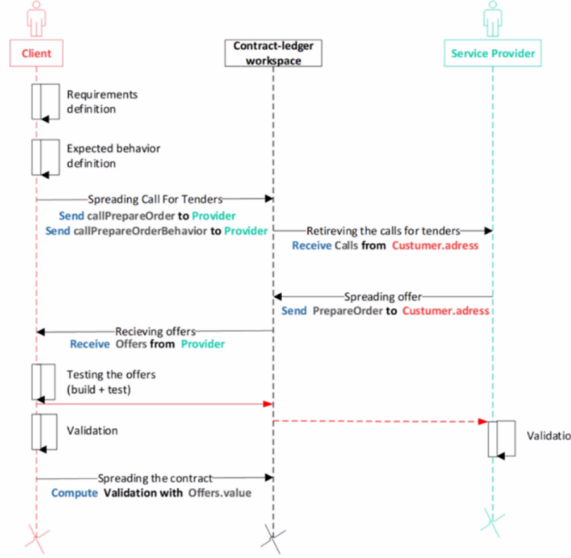 Client
Contract-ledger
workspace
Service Provider
Requirements
definition
Expected behavior
definition
Spreading Call For Tenders
Send callPrepareOrder to Provider
Send callPrepareOrderBehavior to Provider
Retireving the calls for tenders
Receive Calls from Custumer.adress
Spreading offer
Send PrepareOrder to Custumer.adress
Recieving offers
Receive Offers from Provider
Testing the offers
(build + test)
Validation
Validatio
Spreading the contract
Compute Validation with Offers.value